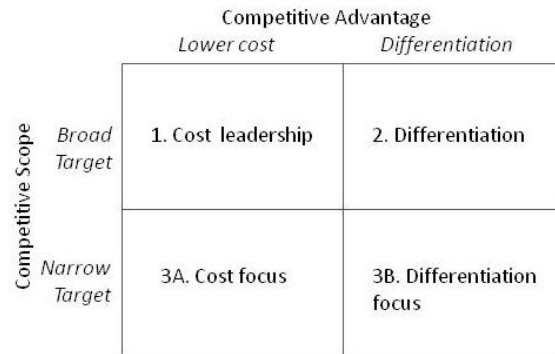 Competitive Advantage
Lower cost Differentiation
Competitive Scope
Broad
Target
1. Cost leadership
2. Differentiation
Narrow
Target
3A. Cost focus
3B. Differentiation
focus